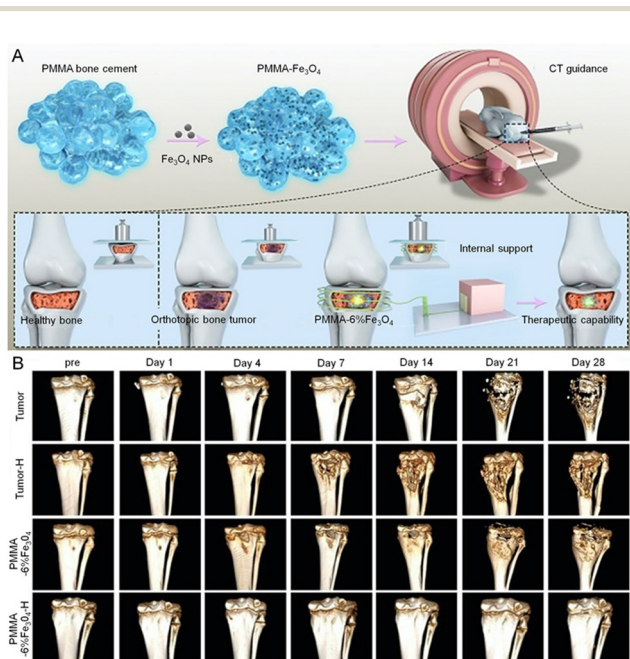 A
PMMA bone cement
PMMA-Fe₃O₄
CT guidance
Fe₃O₄ NPs
Internal support
Healthy bone
Orthotopic bone tumor
PMMA-6%Fe₃O₄
Therapeutic capability
B
pre
Day 1
Day 4
Day 7
Day 14
Day 21
Day 28
Tumor
Tumor-H
PMMA
-6%Fe₃O₄
PMMA
-6%Fe₃O₄-H